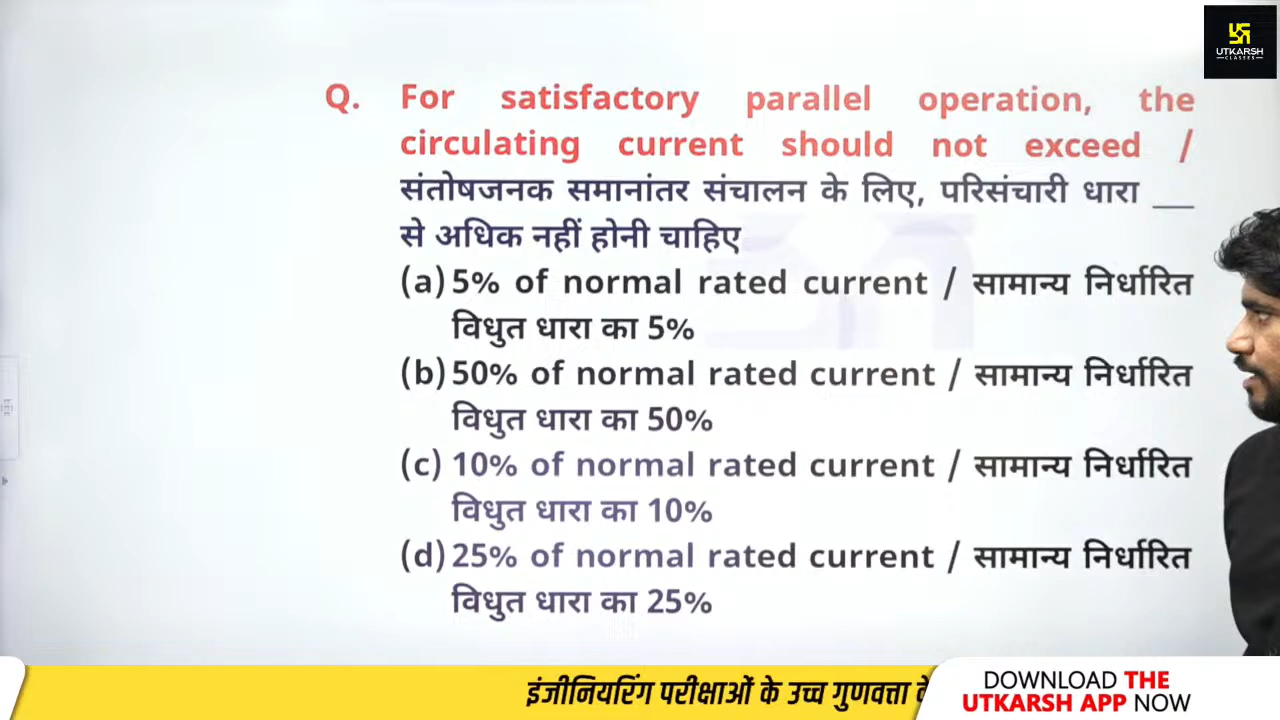 UTKARSH
CLASSES
Q. For satisfactory parallel operation, the
circulating current should not exceed /
संतोषजनक समानांतर संचालन के लिए, परिसंचारी धारा ___
से अधिक नहीं होनी चाहिए
(a) 5% of normal rated current / सामान्य निर्धारित
विधुत धारा का 5%
(b) 50% of normal rated current / सामान्य निर्धारित
विधुत धारा का 50%
(c) 10% of normal rated current / सामान्य निर्धारित
विधुत धारा का 10%
(d) 25% of normal rated current / सामान्य निर्धारित
विधुत धारा का 25%
इंजीनियरिंग परीक्षाओं के उच्च गुणवत्ता
DOWNLOAD THE
UTKARSH APP NOW